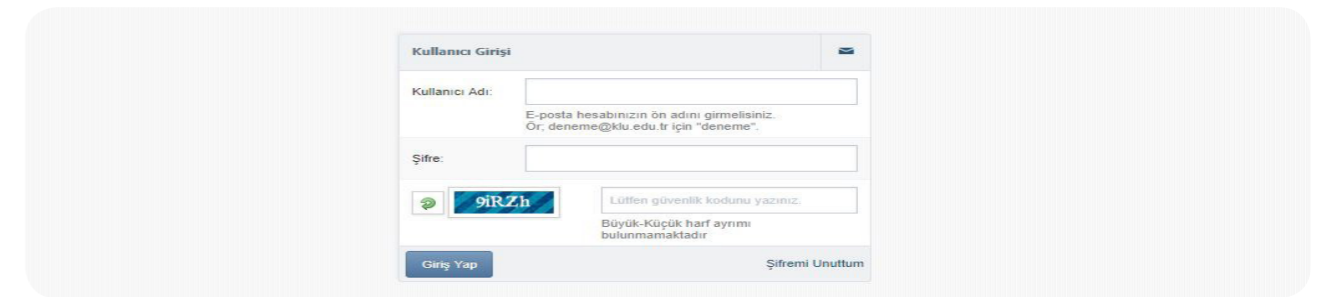 Kullanıcı Girişi
Kullanıcı Adı:
E-posta hesabınızın ön adını girmelisiniz.
Ör; deneme@klu.edu.tr için "deneme".
Şifre:
9iRZh
Lütfen güvenlik kodunu yazınız.
Büyük-Küçük harf ayrımı
bulunmamaktadır
Giriş Yap
Şifremi Unuttum